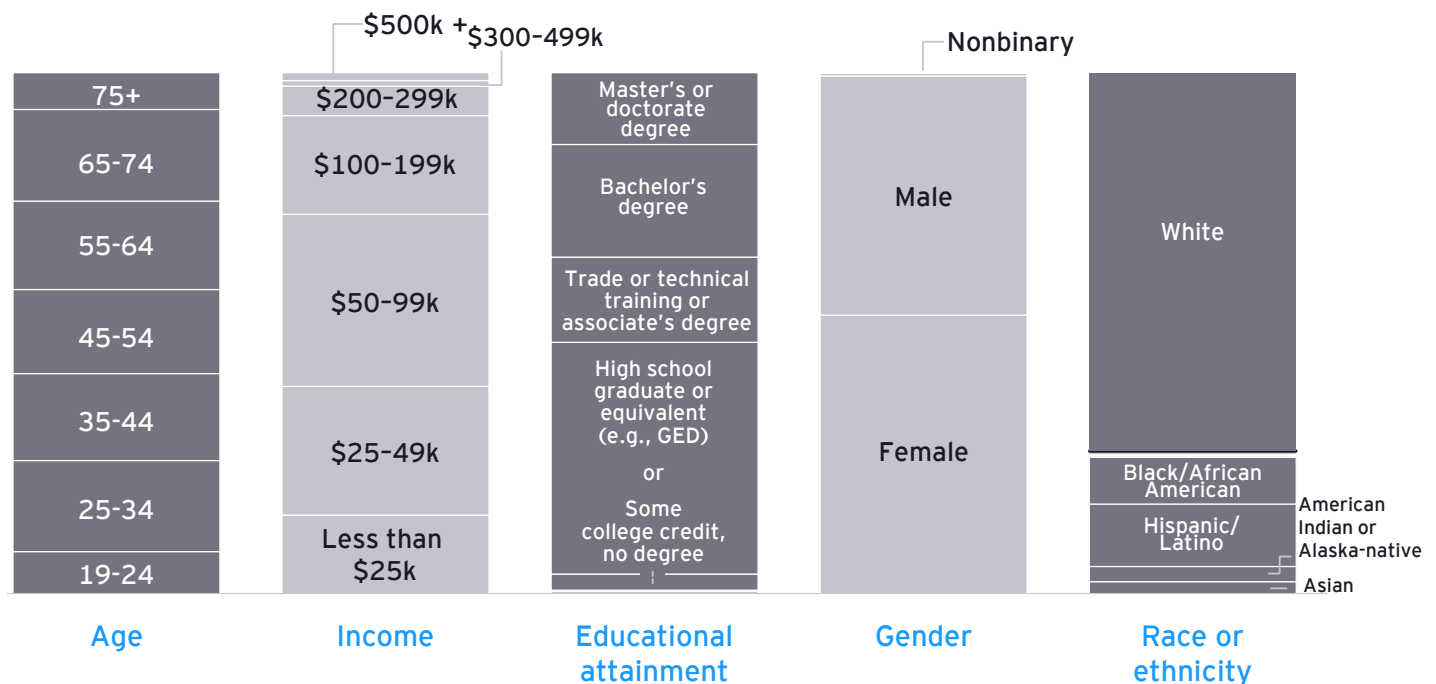 $500k +
$300–499k
Nonbinary
75+
65-74
55-64
45-54
35-44
25-34
19-24
Age
$200–299k
$100–199k
$50–99k
$25–49k
Less than
$25k
Income
Master's or
doctorate
degree
Bachelor's
degree
Trade or technical
training or
associate's degree
High school
graduate or
equivalent
(e.g., GED)
or
Some
college credit,
no degree
Educational
attainment
Male
Female
Gender
White
Black/African
American
Hispanic/
Latino
American
Indian or
Alaska-native
Asian
Race or
ethnicity